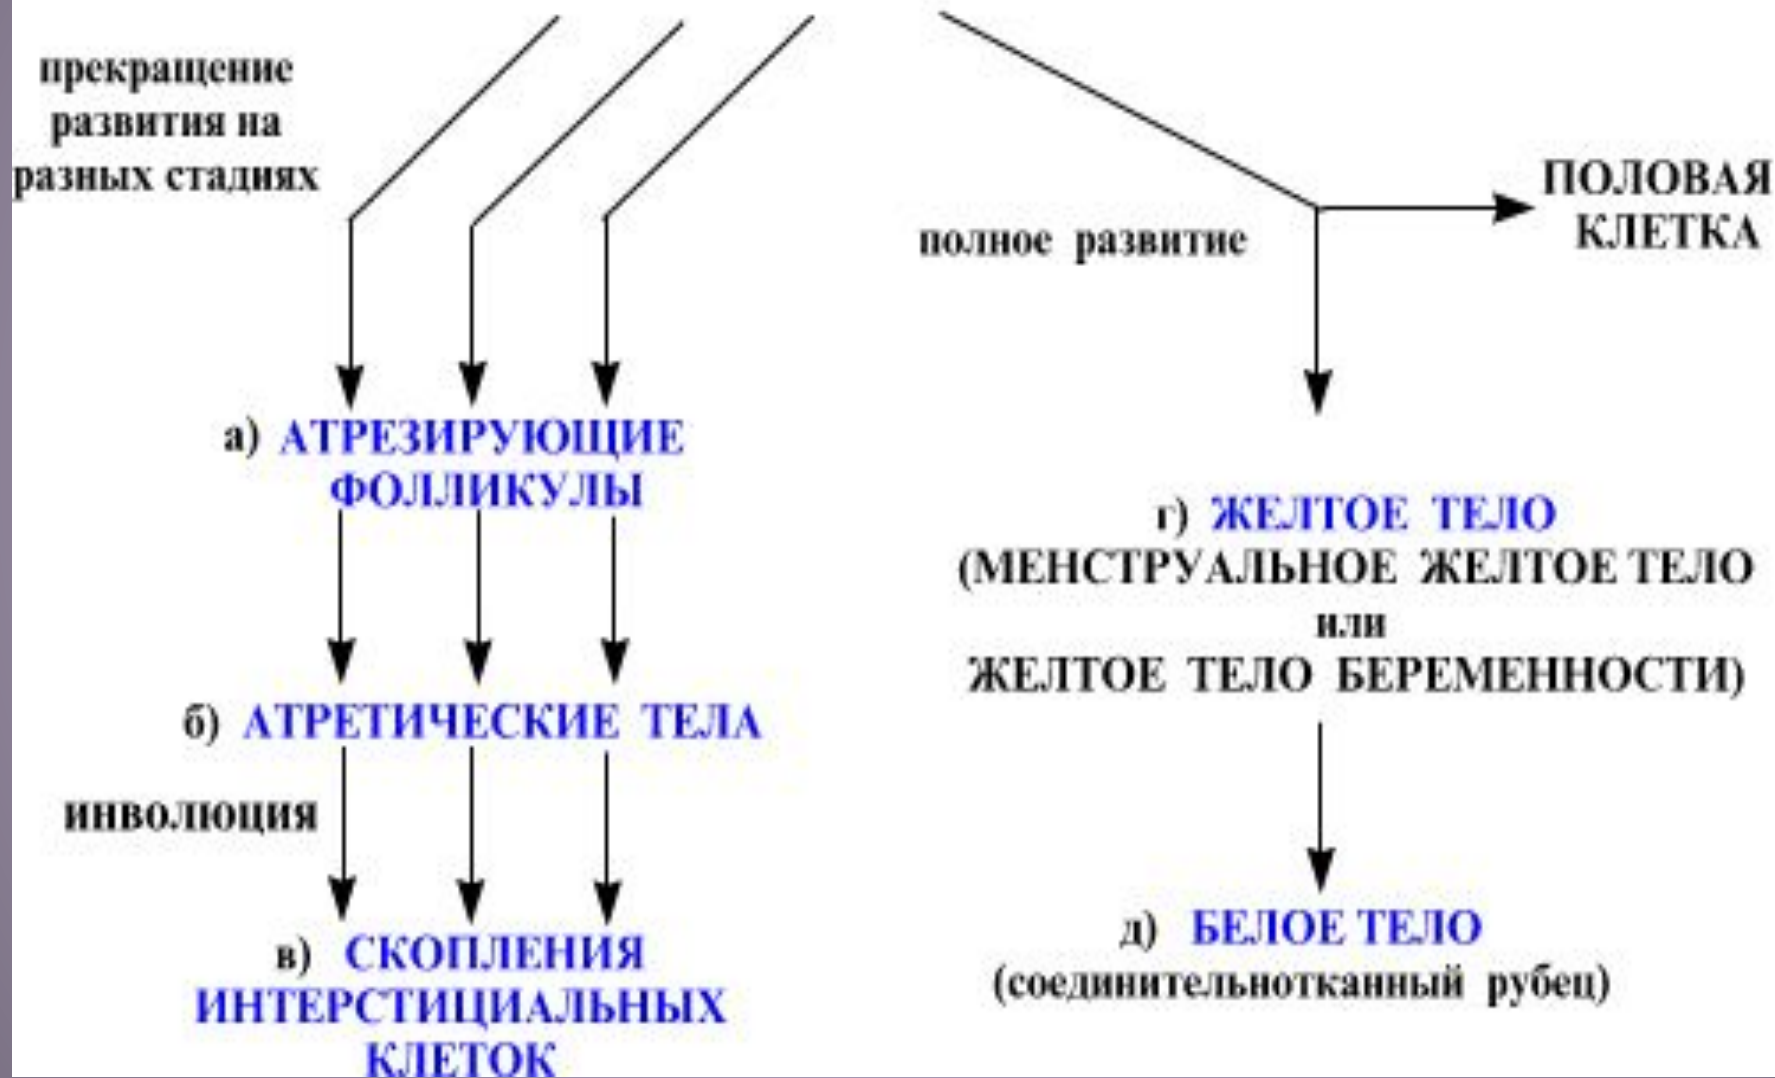 прекращение
развития на
разных стадиях
полное развитие
ПОЛОВАЯ
КЛЕТКА
а) АТРЕЗИРУЮЩИЕ
ФОЛЛИКУЛЫ
б) АТРЕТИЧЕСКИЕ ТЕЛА
инволюция
в) СКОПЛЕНИЯ
ИНТЕРСТИЦИАЛЬНЫХ
КЛЕТОК
г) ЖЕЛТОЕ ТЕЛО
(МЕНСТРУАЛЬНОЕ ЖЕЛТОЕ ТЕЛО
или
ЖЕЛТОЕ ТЕЛО БЕРЕМЕННОСТИ)
д) БЕЛОЕ ТЕЛО
(соединительнотканный рубец)